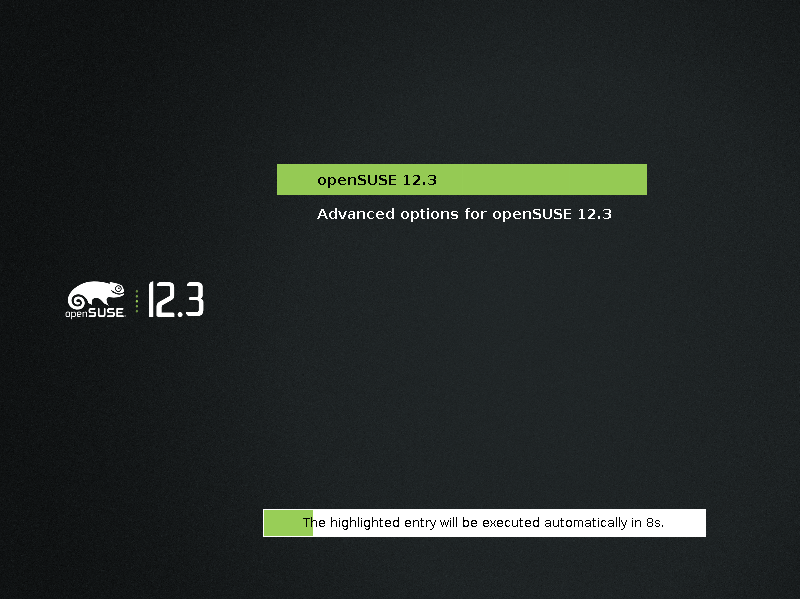 openSUSE 12.3
Advanced options for openSUSE 12.3
openSUSE 12.3
The highlighted entry will be executed automatically in 8s.